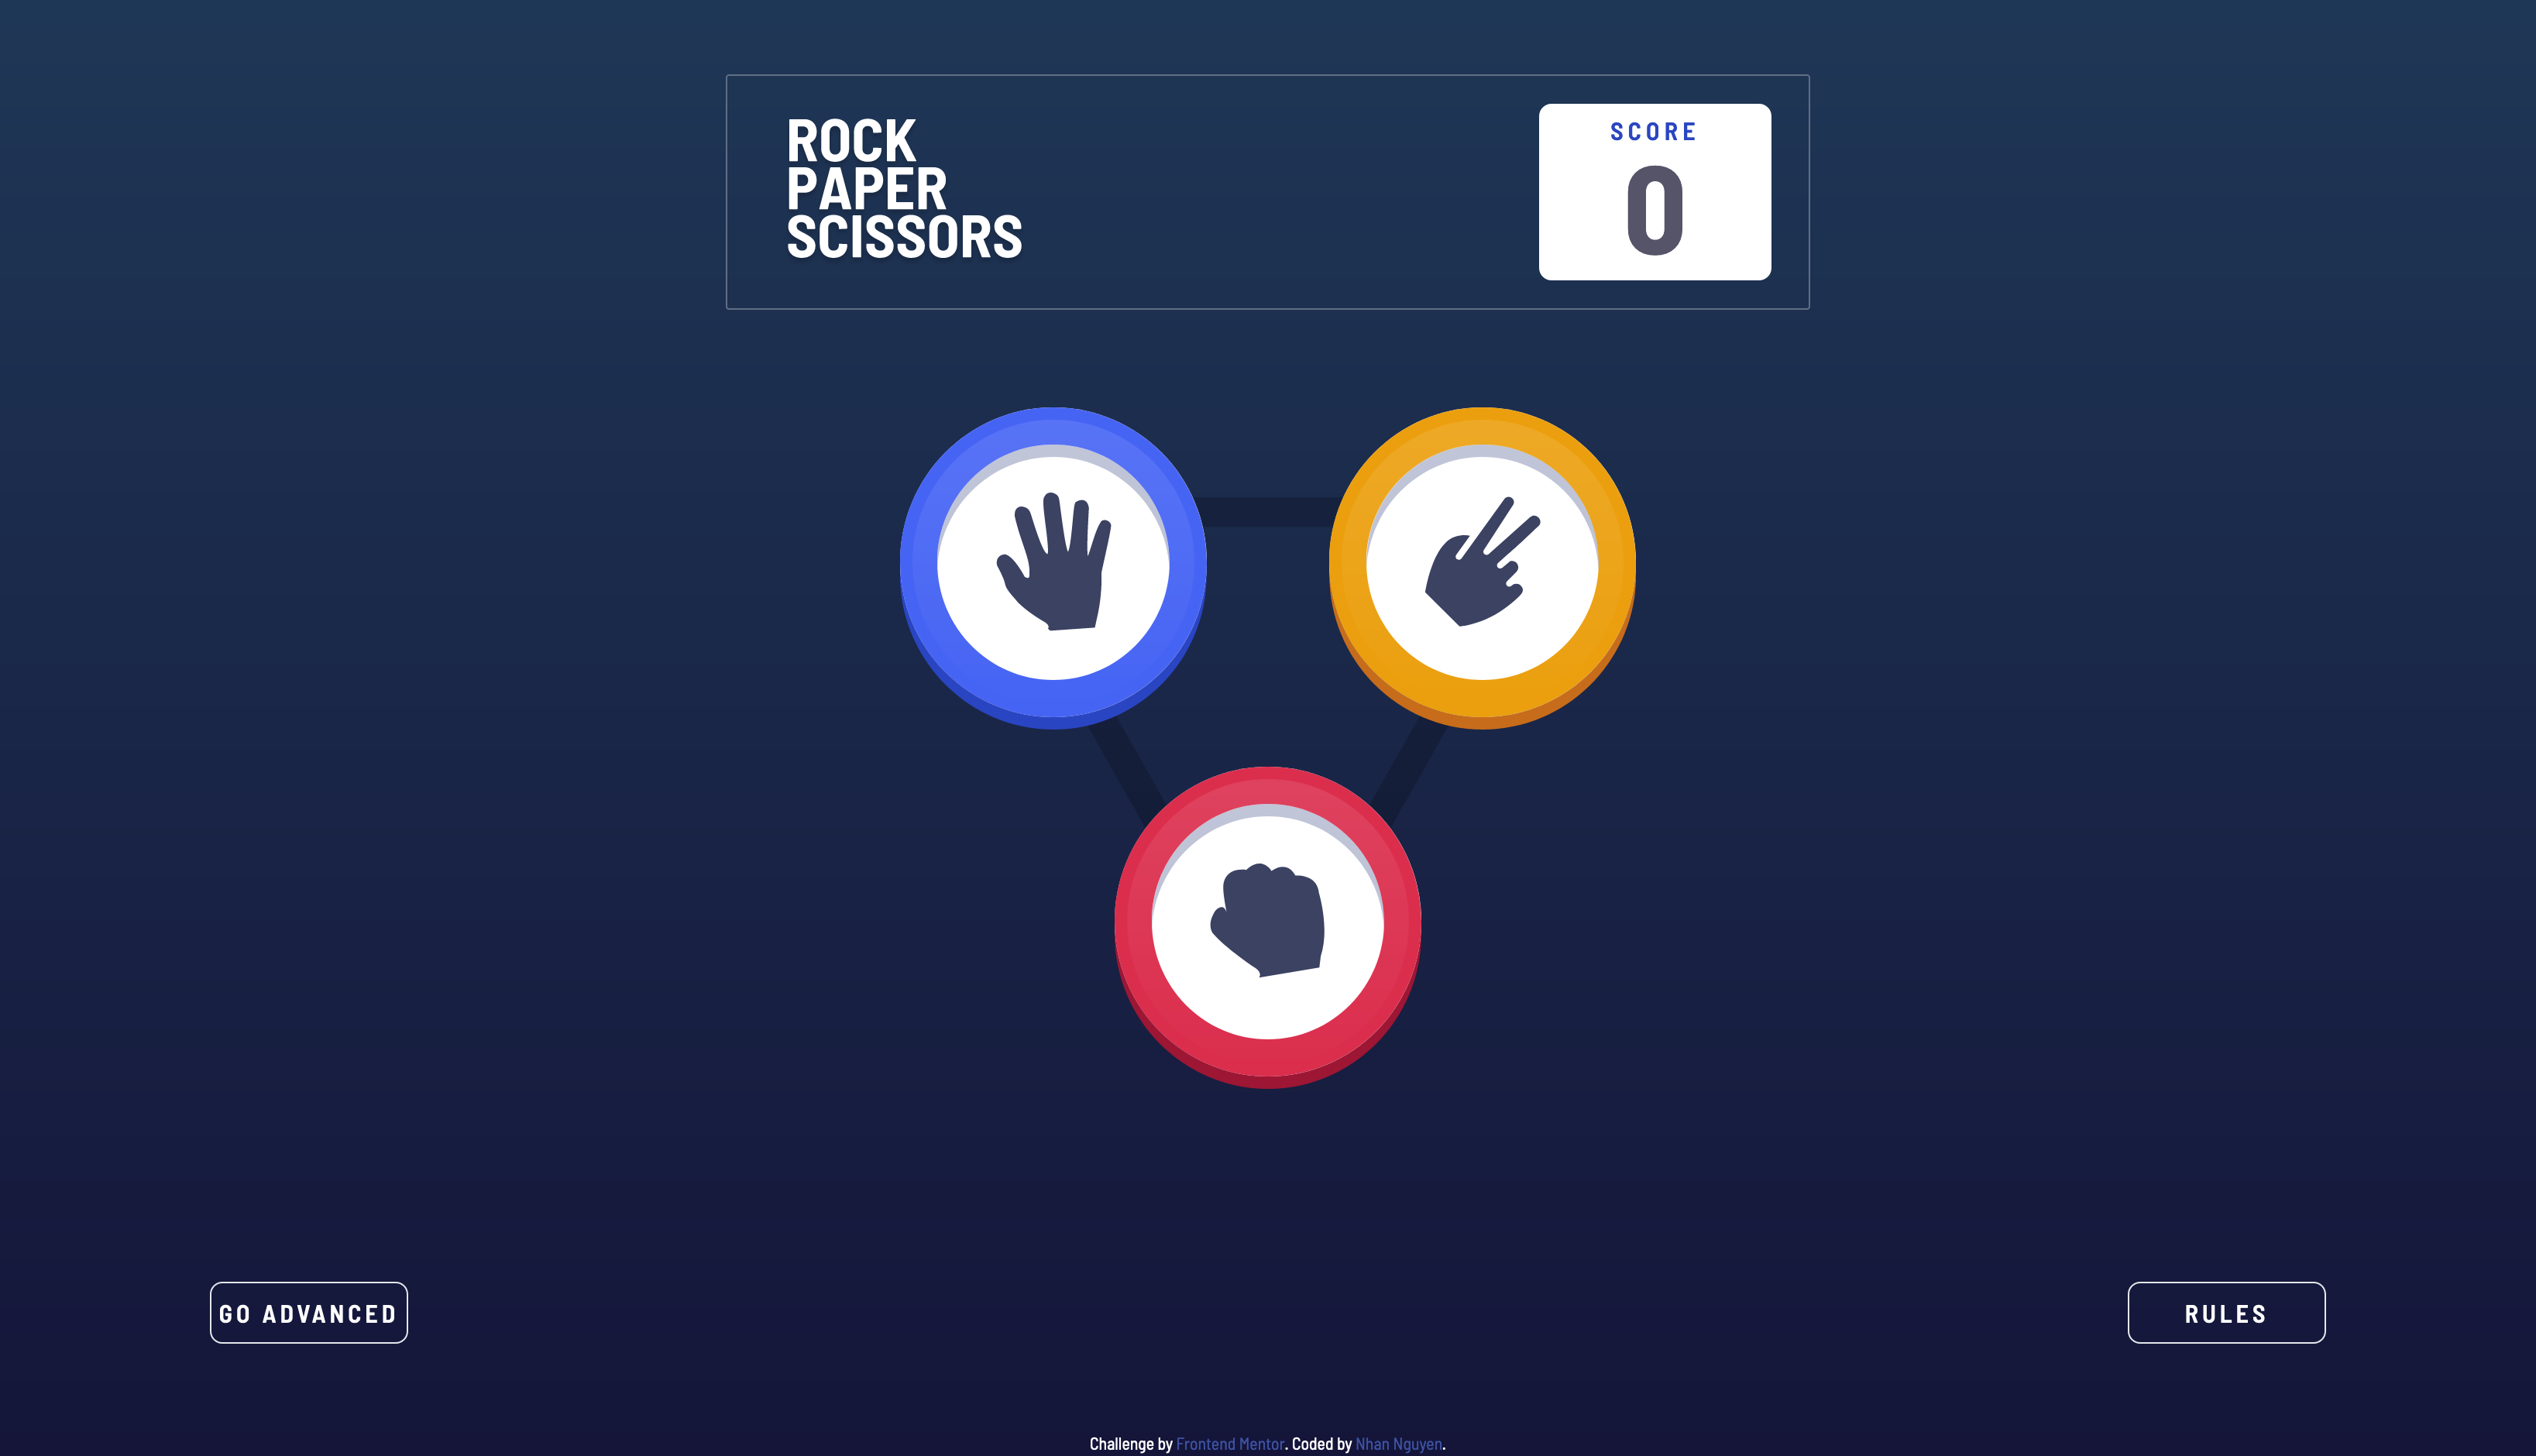 ROCK
PAPER
SCISSORS
SCORE
0
GO ADVANCED
RULES
Challenge by Frontend Mentor. Coded by Nhan Nguyen.